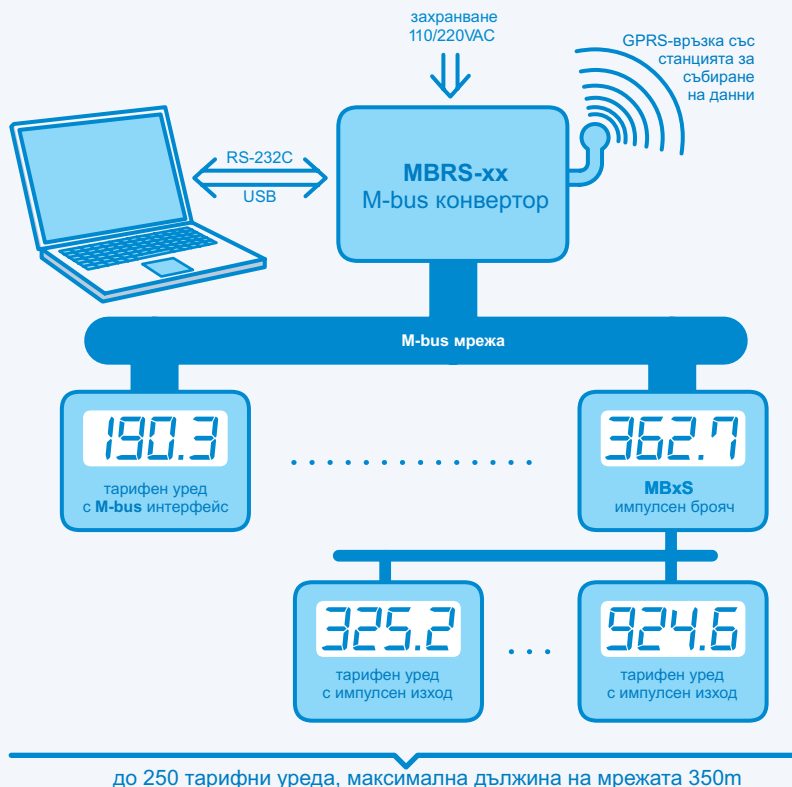 захранване
110/220VAC
GPRS-връзка със
станцията за
събиране
на данни
RS-232C
USB
MBRS-xx
M-bus конвертор
M-bus мрежа
190.3
тарифен уред
с M-bus интерфейс
362.7
MBxS
импулсен брояч
325.2
тарифен уред
с импулсен изход
924.6
тарифен уред
с импулсен изход
до 250 тарифни уреда, максимална дължина на мрежата 350m